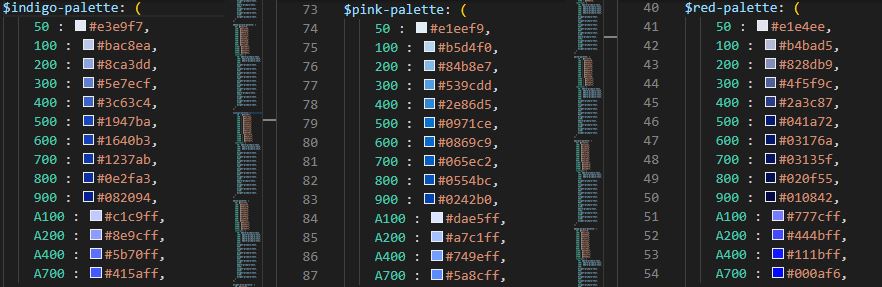 $indigo-palette: (
50 : #e3e9f7,
100 : #bac8ea,
200 : #8ca3dd,
300 : #5e7ecf,
400 : #3c63c4,
500 : #1947ba,
600 : #1640b3,
700 : #1237ab,
800 : #0e2fa3,
900 : #082094,
A100 : #c1c9ff,
A200 : #8e9cff,
A400 : #5b70ff,
A700 : #415aff,
73 $pink-palette: (
74 50 : #e1eef9,
75 100 : #b5d4f0,
76 200 : #84b8e7,
77 300 : #539cdd,
78 400 : #2e86d5,
79 500 : #0971ce,
80 600 : #0869c9,
81 700 : #065ec2,
82 800 : #0554bc,
83 900 : #0242b0,
84 A100 : #dae5ff,
85 A200 : #a7c1ff,
86 A400 : #749eff,
87 A700 : #5a8cff,
40 $red-palette: (
41 50 : #e1e4ee,
42 100 : #b4bad5,
43 200 : #828db9,
44 300 : #4f5f9c,
45 400 : #2a3c87,
46 500 : #041a72,
47 600 : #03176a,
48 700 : #03135f,
49 800 : #020f55,
50 900 : #010842,
51 A100 : #777cff,
52 A200 : #444bff,
53 A400 : #111bff,
54 A700 : #000af6,